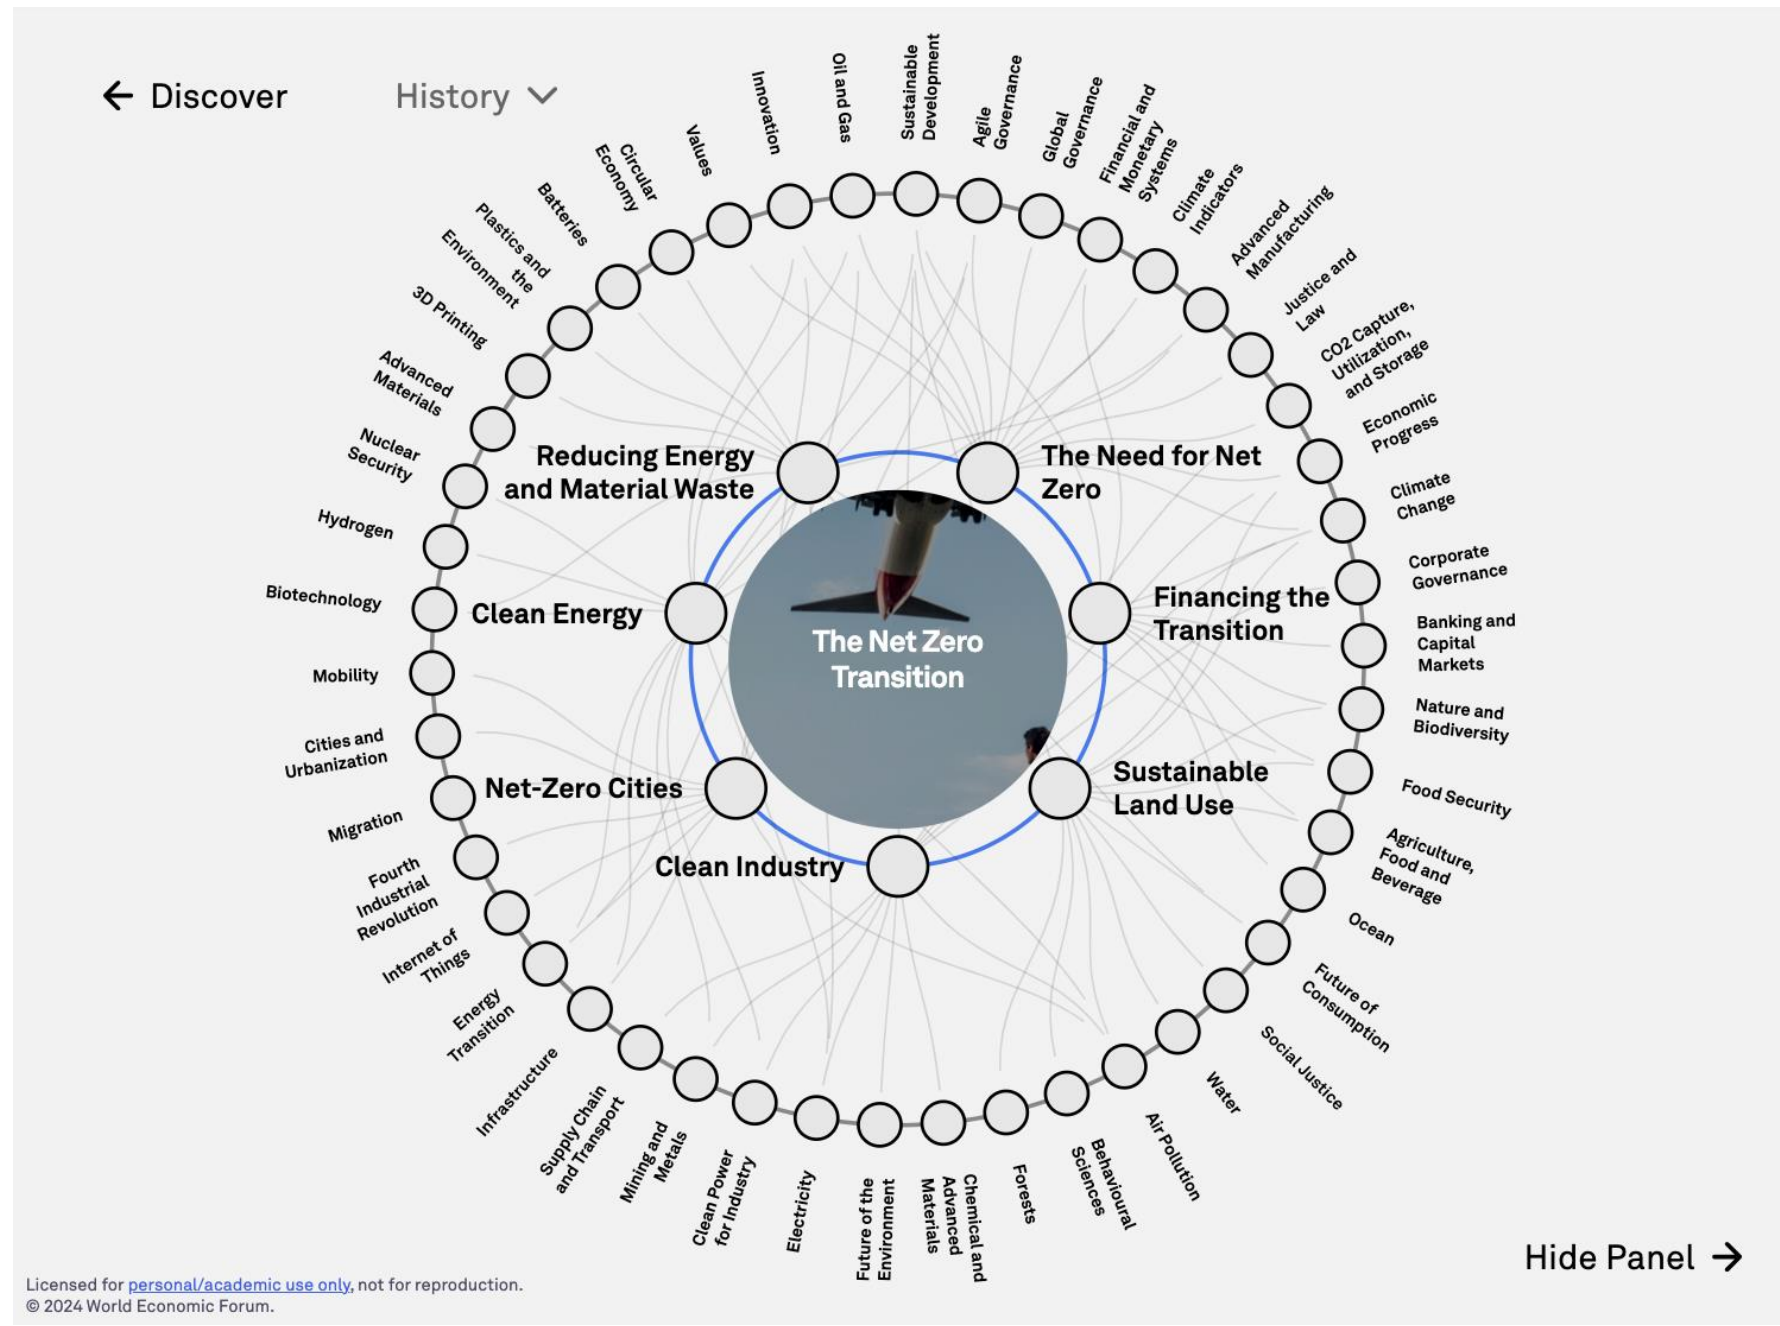 ← Discover
History
Oil and Gas
Sustainable
Development
Agile
Governance
Global
Governance
Financial and
Monetary
Systems
Climate
Indicators
Advanced
Manufacturing
Justice and
Law
CO2 Capture,
Utilization,
and Storage
Economic
Progress
Climate
Change
Corporate
Governance
Banking and
Capital
Markets
Nature and
Biodiversity
Food Security
Agriculture,
Food and
Beverage
Ocean
Future of
Consumption
Social Justice
Water
Air Pollution
Behavioural
Sciences
Forests
Chemical and
Advanced
Materials
Future of the
Environment
Electricity
Clean Power
for Industry
Mining and
Metals
Supply Chain
and Transport
Infrastructure
Energy
Transition
Internet of
Things
Fourth
Industrial
Revolution
Migration
Cities and
Urbanization
Mobility
Biotechnology
Hydrogen
Nuclear
Security
Advanced
Materials
3D Printing
Plastics and
the
Environment
Batteries
Circular
Economy
Values
Innovation
Reducing Energy
and Material Waste
The Need for Net
Zero
Clean Energy
Financing the
Transition
The Net Zero
Transition
Net-Zero Cities
Sustainable
Land Use
Clean Industry
Hide Panel →
Licensed for personal/academic use only, not for reproduction.
© 2024 World Economic Forum.